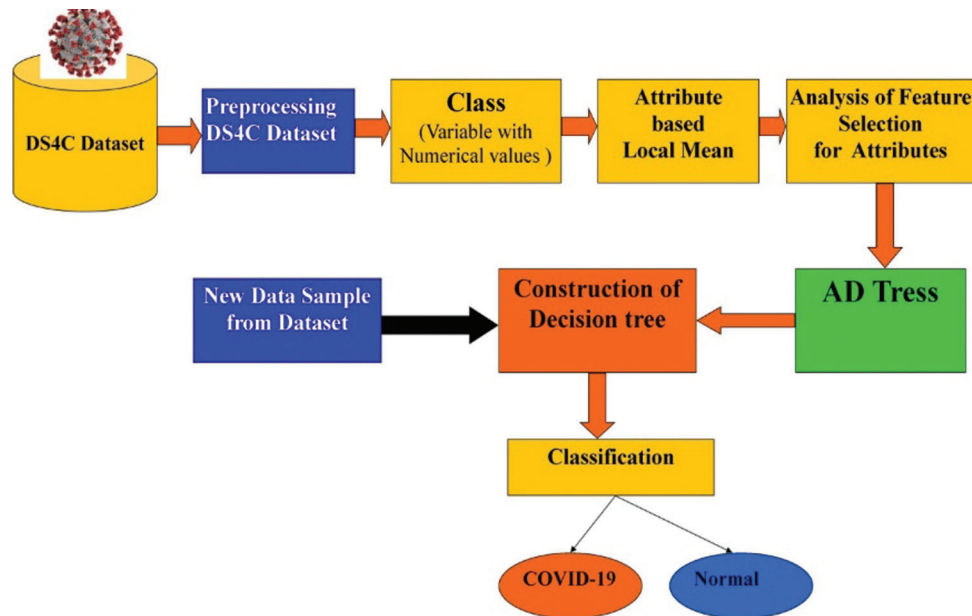 DS4C Dataset
Preprocessing
DS4C Dataset
Class
(Variable with
Numerical values )
Attribute
based
Local Mean
Analysis of Feature
Selection
for Attributes
New Data Sample
from Dataset
Construction of
Decision tree
AD Tress
Classification
COVID-19
Normal